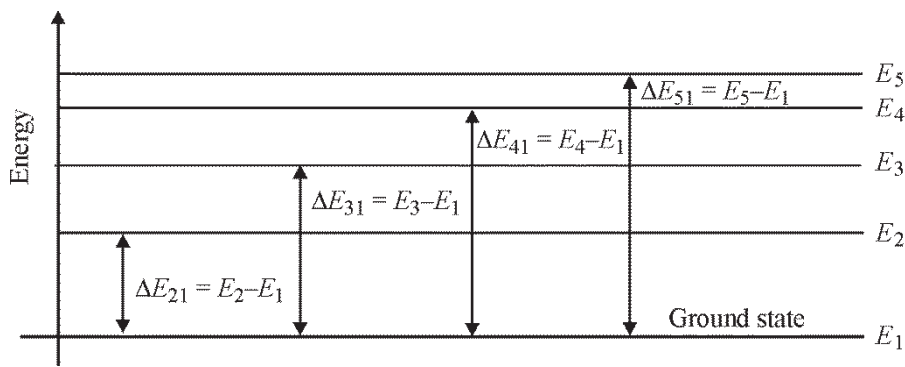 E₅
ΔE₅₁ = E₅–E₁
E₄
ΔE₄₁ = E₄–E₁
E₃
ΔE₃₁ = E₃–E₁
E₂
ΔE₂₁ = E₂–E₁
Ground state
E₁
Energy